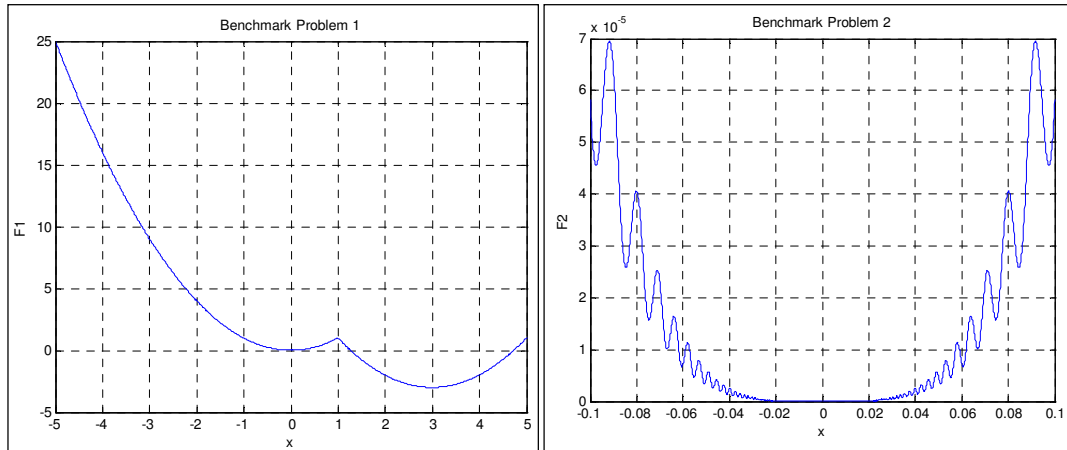 Benchmark Problem 1
25
20
15
10
5
0
-5
F1
-5 -4 -3 -2 -1 0 1 2 3 4 5
x
Benchmark Problem 2
x 10-5
7
6
5
4
3
2
1
0
F2
-0.1 -0.08 -0.06 -0.04 -0.02 0 0.02 0.04 0.06 0.08 0.1
x